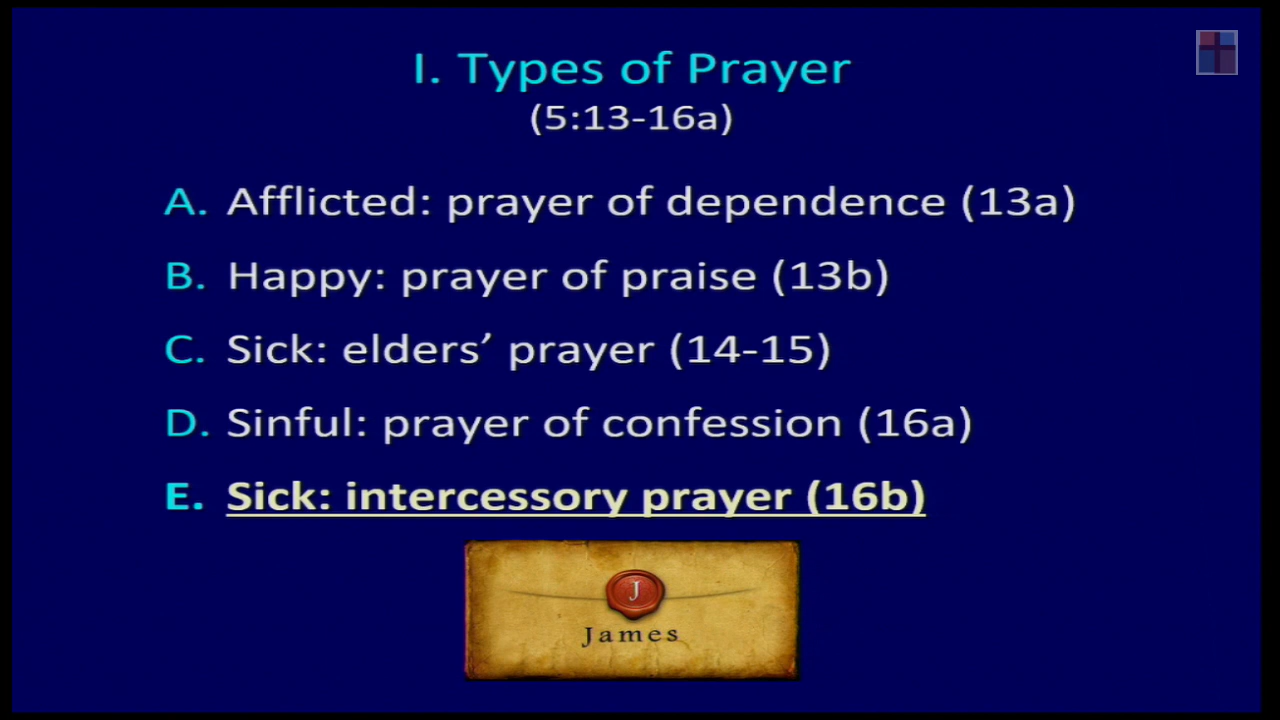 I. Types of Prayer
(5:13-16a)
A. Afflicted: prayer of dependence (13a)
B. Happy: prayer of praise (13b)
C. Sick: elders’ prayer (14-15)
D. Sinful: prayer of confession (16a)
E. Sick: intercessory prayer (16b)
J
James